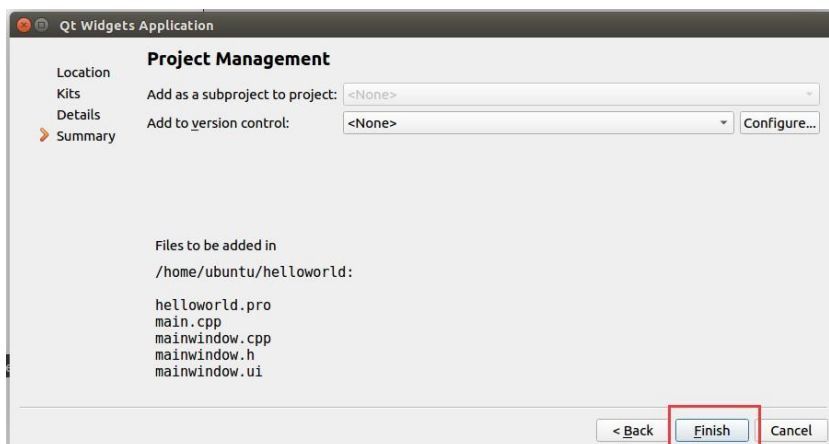 Qt Widgets Application
Project Management
Location
Kits
Details
Summary
Add as a subproject to project: <None>
Add to version control: <None> Configure...
Files to be added in
/home/ubuntu/helloworld:
helloworld.pro
main.cpp
mainwindow.cpp
mainwindow.h
mainwindow.ui
< Back Finish Cancel